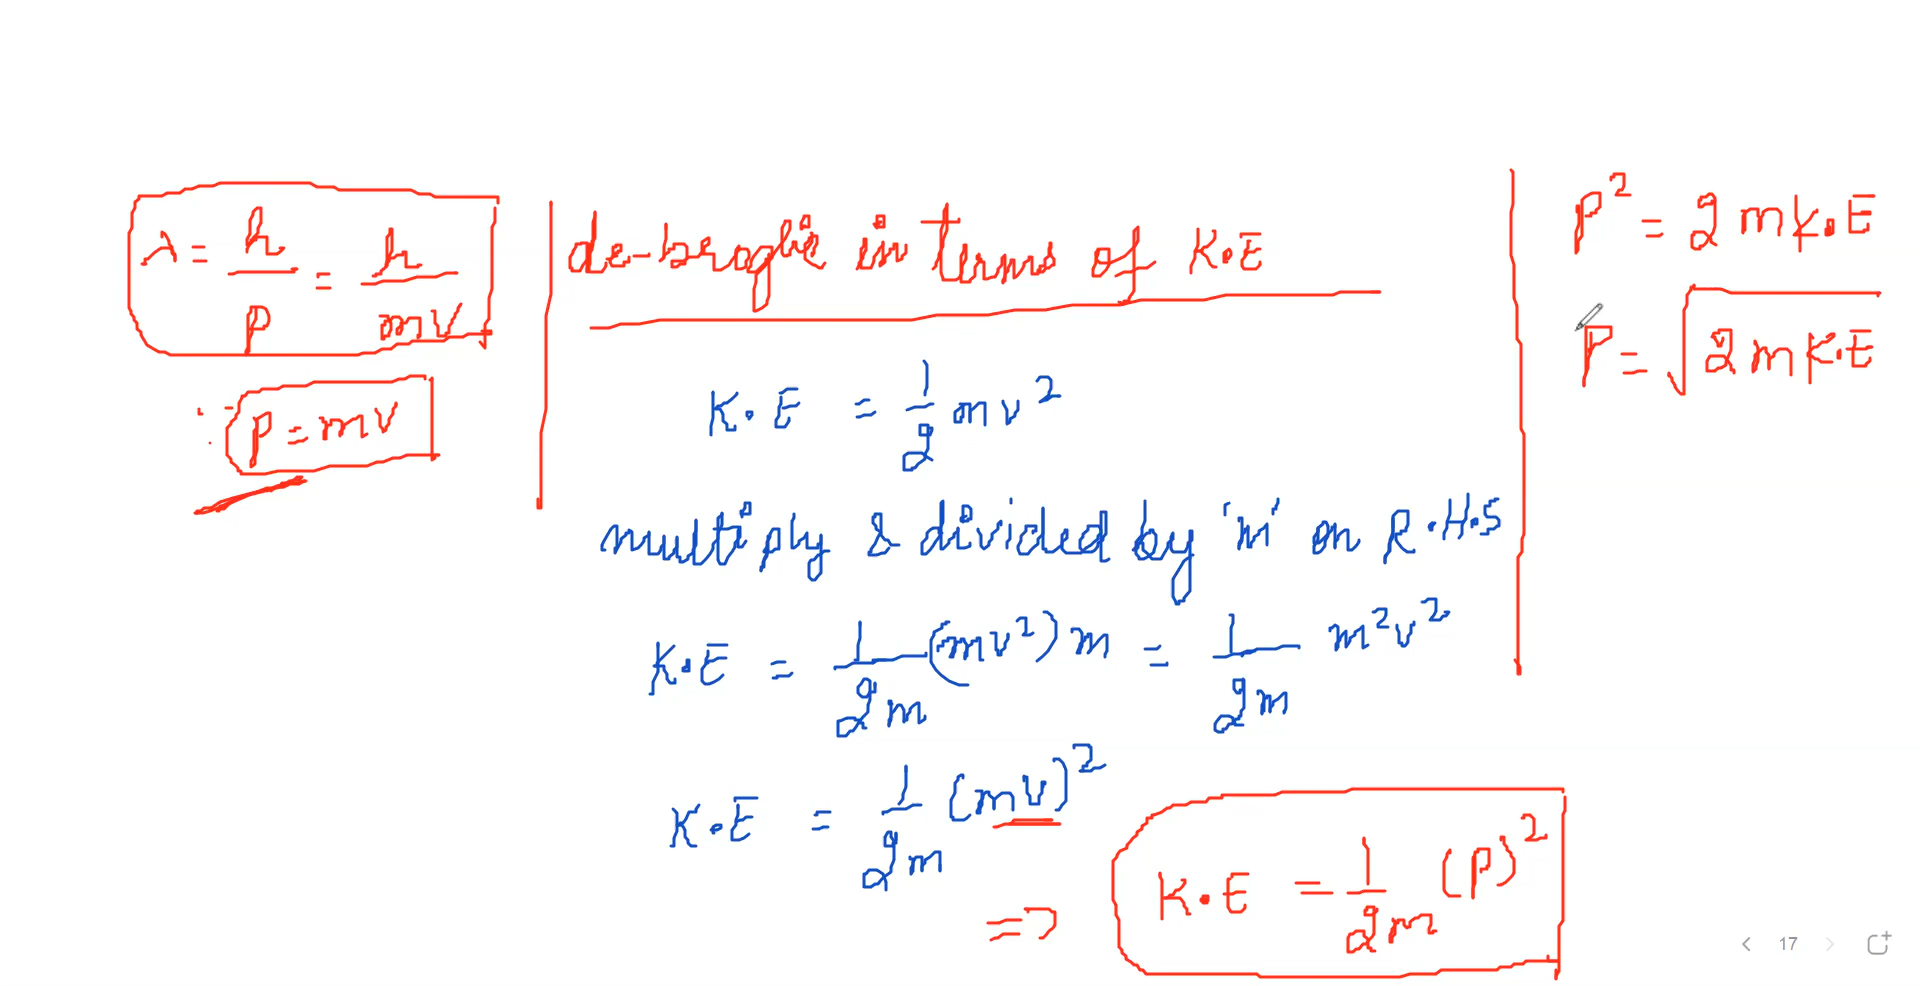 λ = h/p = h/mv
∵ p = mv
de-broglie in terms of K.E
K.E = 1/2 mv²
multiply & divided by 'm' on R.H.S
K.E = 1/2m (mv²) m = 1/2m m²v²
K.E = 1/2m (mv)²
=> K.E = 1/2m (p)²
p² = 2mK.E
p = √2mK.E
17